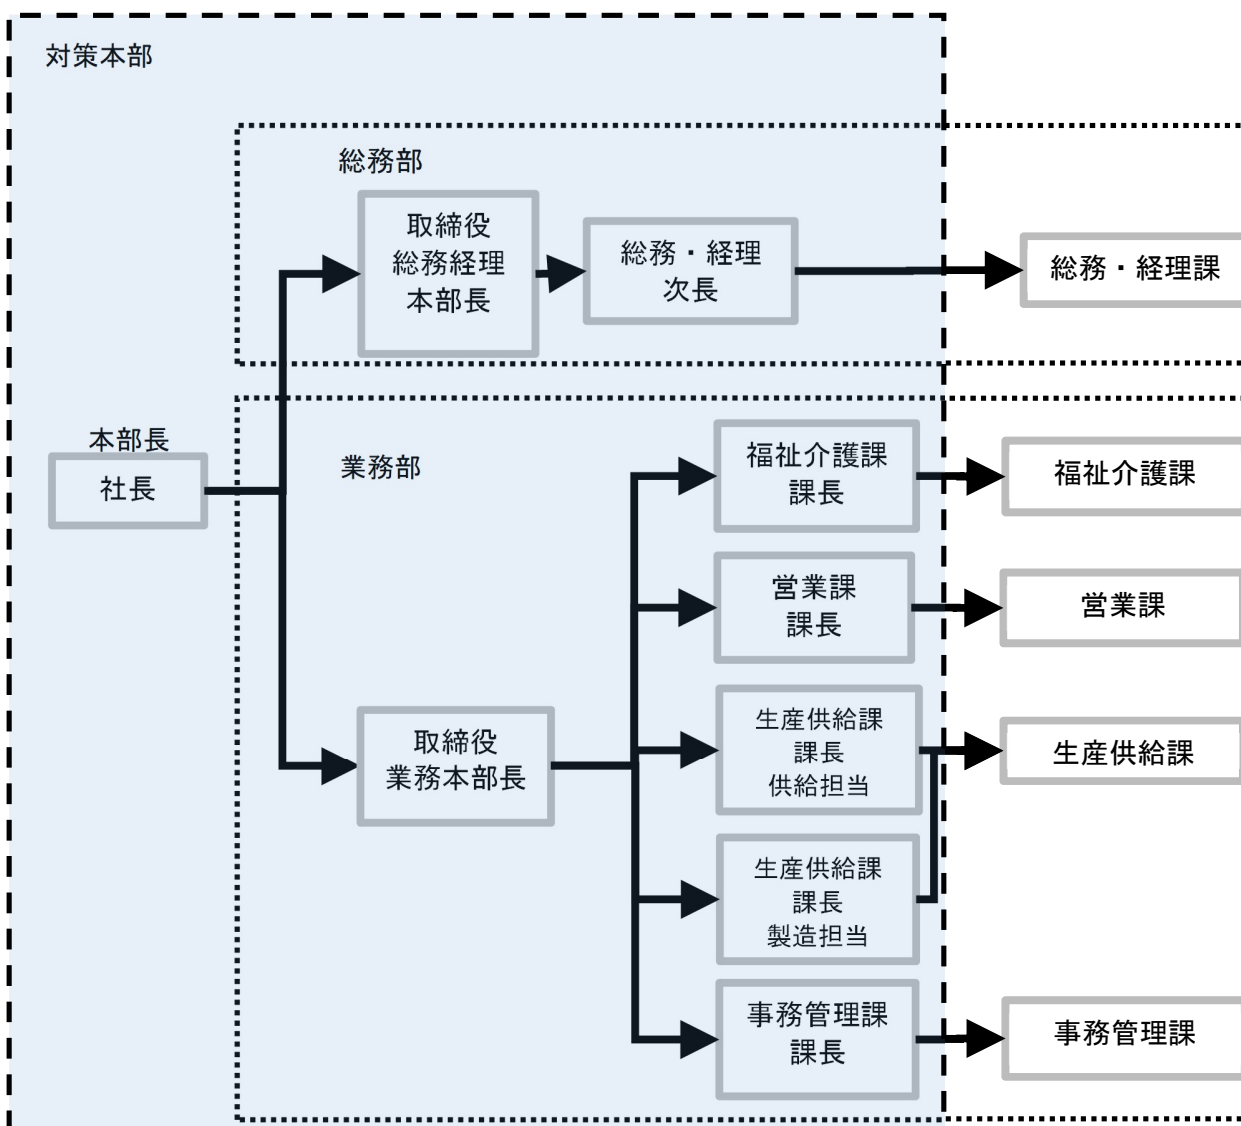 対策本部
総務部
取締役
総務経理
本部長
総務・経理
次長
総務・経理課
本部長
社長
業務部
取締役
業務本部長
福祉介護課
課長
福祉介護課
営業課
課長
営業課
生産供給課
課長
供給担当
生産供給課
生産供給課
課長
製造担当
事務管理課
課長
事務管理課